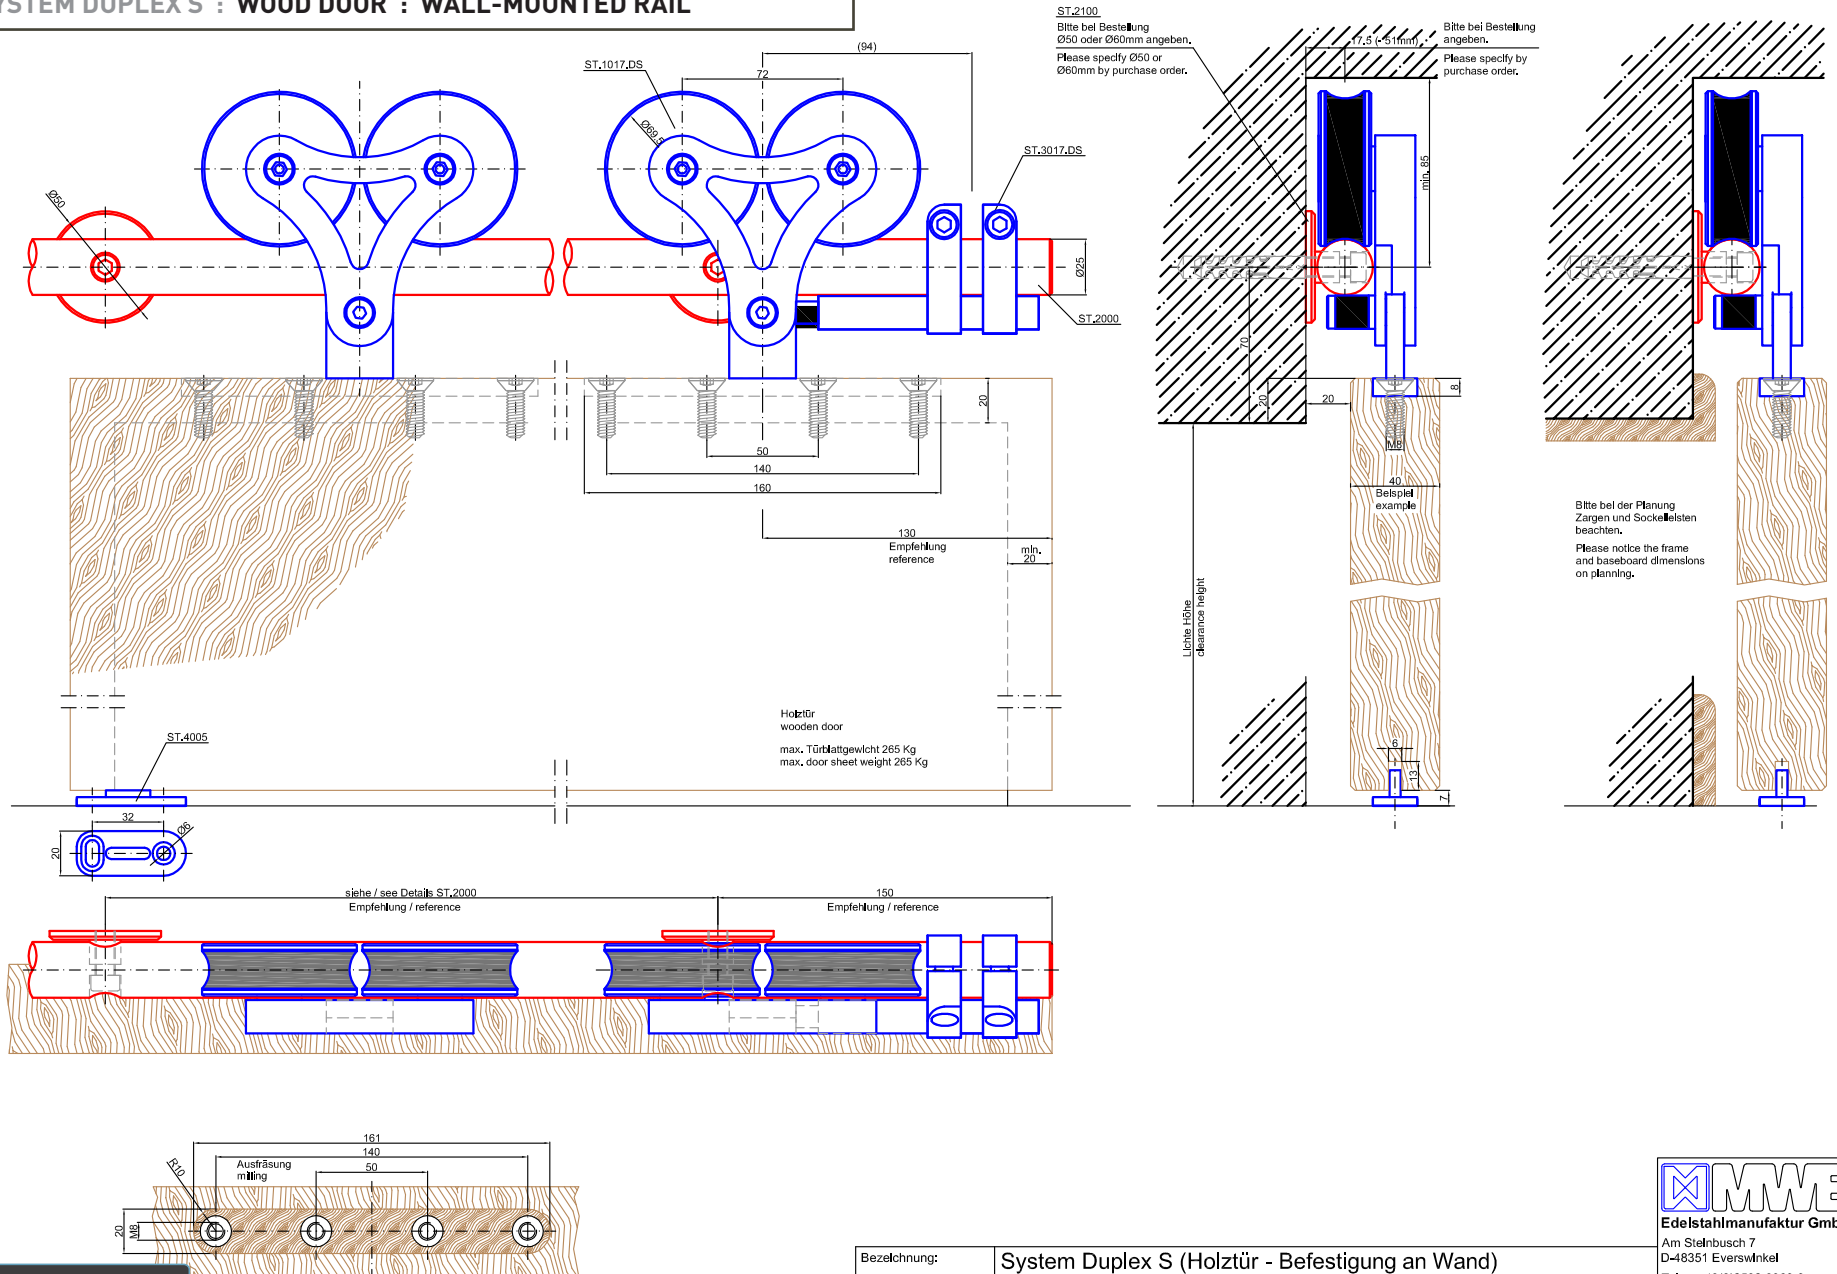 SYSTEM DUPLEX S : WOOD DOOR : WALL-MOUNTED RAIL
ST.2100
Bitte bei Bestellung
Ø50 oder Ø60mm angeben.
Please specify Ø50 or
Ø60mm by purchase order.
17,5 (- 51mm)
Bitte bei Bestellung
angeben.
Please specify by
purchase order.
(94)
72
ST.1017.DS
Ø69,5
ST.3017.DS
Ø50
Ø25
ST.2000
min. 85
70
20
20
8
M8
40
Beispiel
example
20
50
140
160
130
Empfehlung
reference
min.
20
Bitte bei der Planung
Zargen und Sockelleisten
beachten.
Please notice the frame
and baseboard dimensions
on planning.
Lichte Höhe
clearance height
Holztür
wooden door
max. Türblattgewicht 265 Kg
max. door sheet weight 265 Kg
ST.4005
6
13
7
32
Ø6
20
siehe / see Details ST.2000
Empfehlung / reference
150
Empfehlung / reference
161
140
50
R10
Ausfräsung
milling
20
M8
MWE
Edelstahlmanufaktur Gmb
Am Steinbusch 7
D-48351 Everswinkel
Bezeichnung:
System Duplex S (Holztür - Befestigung an Wand)